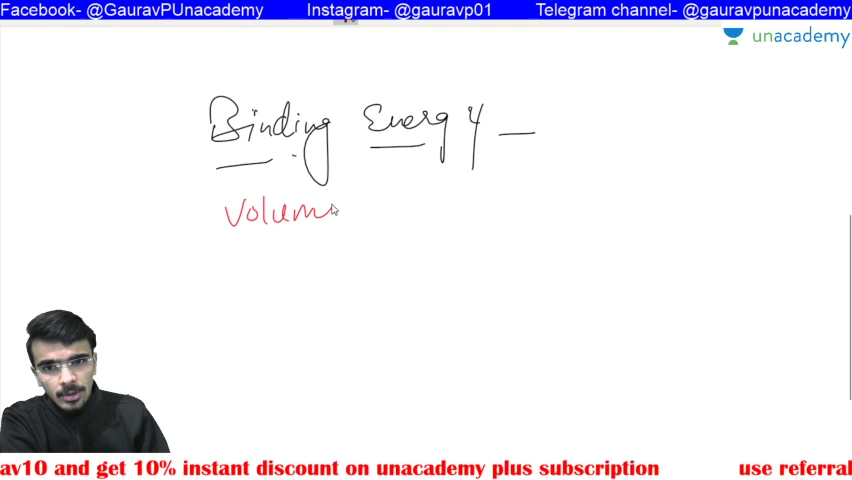 Facebook- @GauravPUnacademy Instagram- @gauravp01 Telegram channel- @gauravpunacademy
unacademy
Binding Energy —
Volum
av10 and get 10% instant discount on unacademy plus subscription use referral